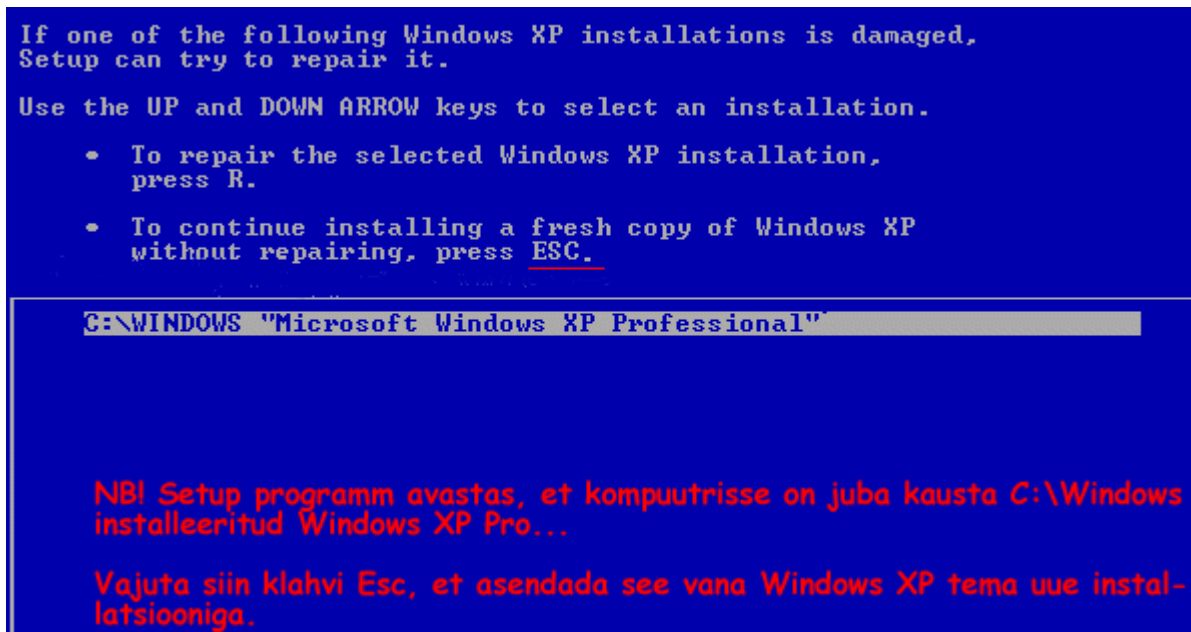 If one of the following Windows XP installations is damaged,
Setup can try to repair it.
Use the UP and DOWN ARROW keys to select an installation.
• To repair the selected Windows XP installation,
press R.
• To continue installing a fresh copy of Windows XP
without repairing, press ESC.
C:\WINDOWS "Microsoft Windows XP Professional"
NB! Setup programm avastas, et kompuutrisse on juba kausta C:\Windows
installeeritud Windows XP Pro...
Vajuta siin klahvi Esc, et asendada see vana Windows XP tema uue instal-
latsiooniga.